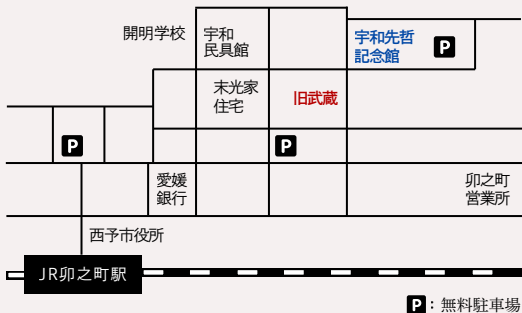 開明学校
宇和
民具館
宇和先哲
記念館
P
末光家
住宅
旧武蔵
P
P
愛媛
銀行
卯之町
営業所
西予市役所
JR卯之町駅
P：無料駐車場